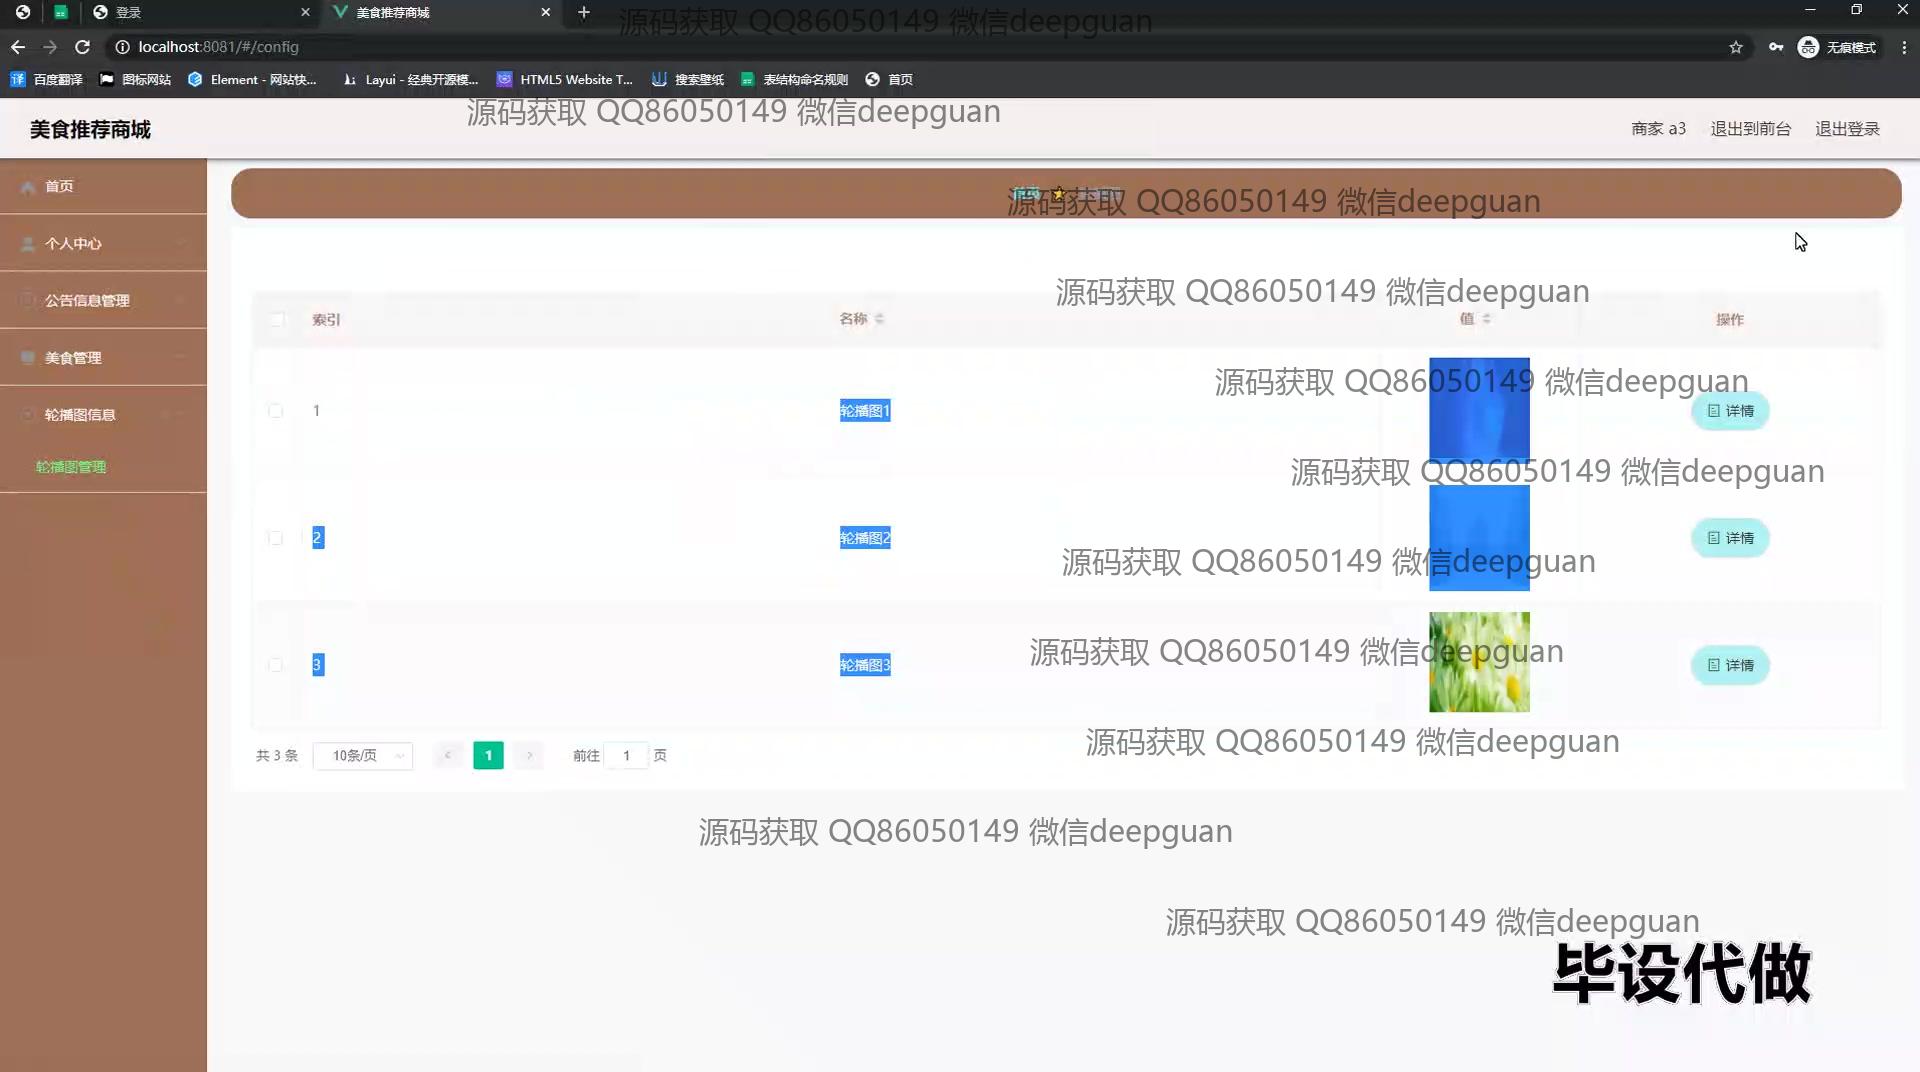 登录
美食推荐商城
源码获取 QQ86050149 微信deepguan
localhost:8081/#/config
无痕模式
百度翻译
图标网站
Element - 网站快...
Layui - 经典开源模...
HTML5 Website T...
搜索壁纸
表结构命名规则
首页
源码获取 QQ86050149 微信deepguan
美食推荐商城
商家 a3
退出到前台
退出登录
首页
源码获取 QQ86050149 微信deepguan
个人中心
公告信息管理
美食管理
轮播图信息
轮播图管理
源码获取 QQ86050149 微信deepguan
索引
名称
值
操作
源码获取 QQ86050149 微信deepguan
1
轮播图1
详情
源码获取 QQ86050149 微信deepguan
2
轮播图2
详情
源码获取 QQ86050149 微信deepguan
3
轮播图3
详情
源码获取 QQ86050149 微信deepguan
源码获取 QQ86050149 微信deepguan
共 3 条
10条/页
1
前往
1
页
源码获取 QQ86050149 微信deepguan
源码获取 QQ86050149 微信deepguan
毕设代做